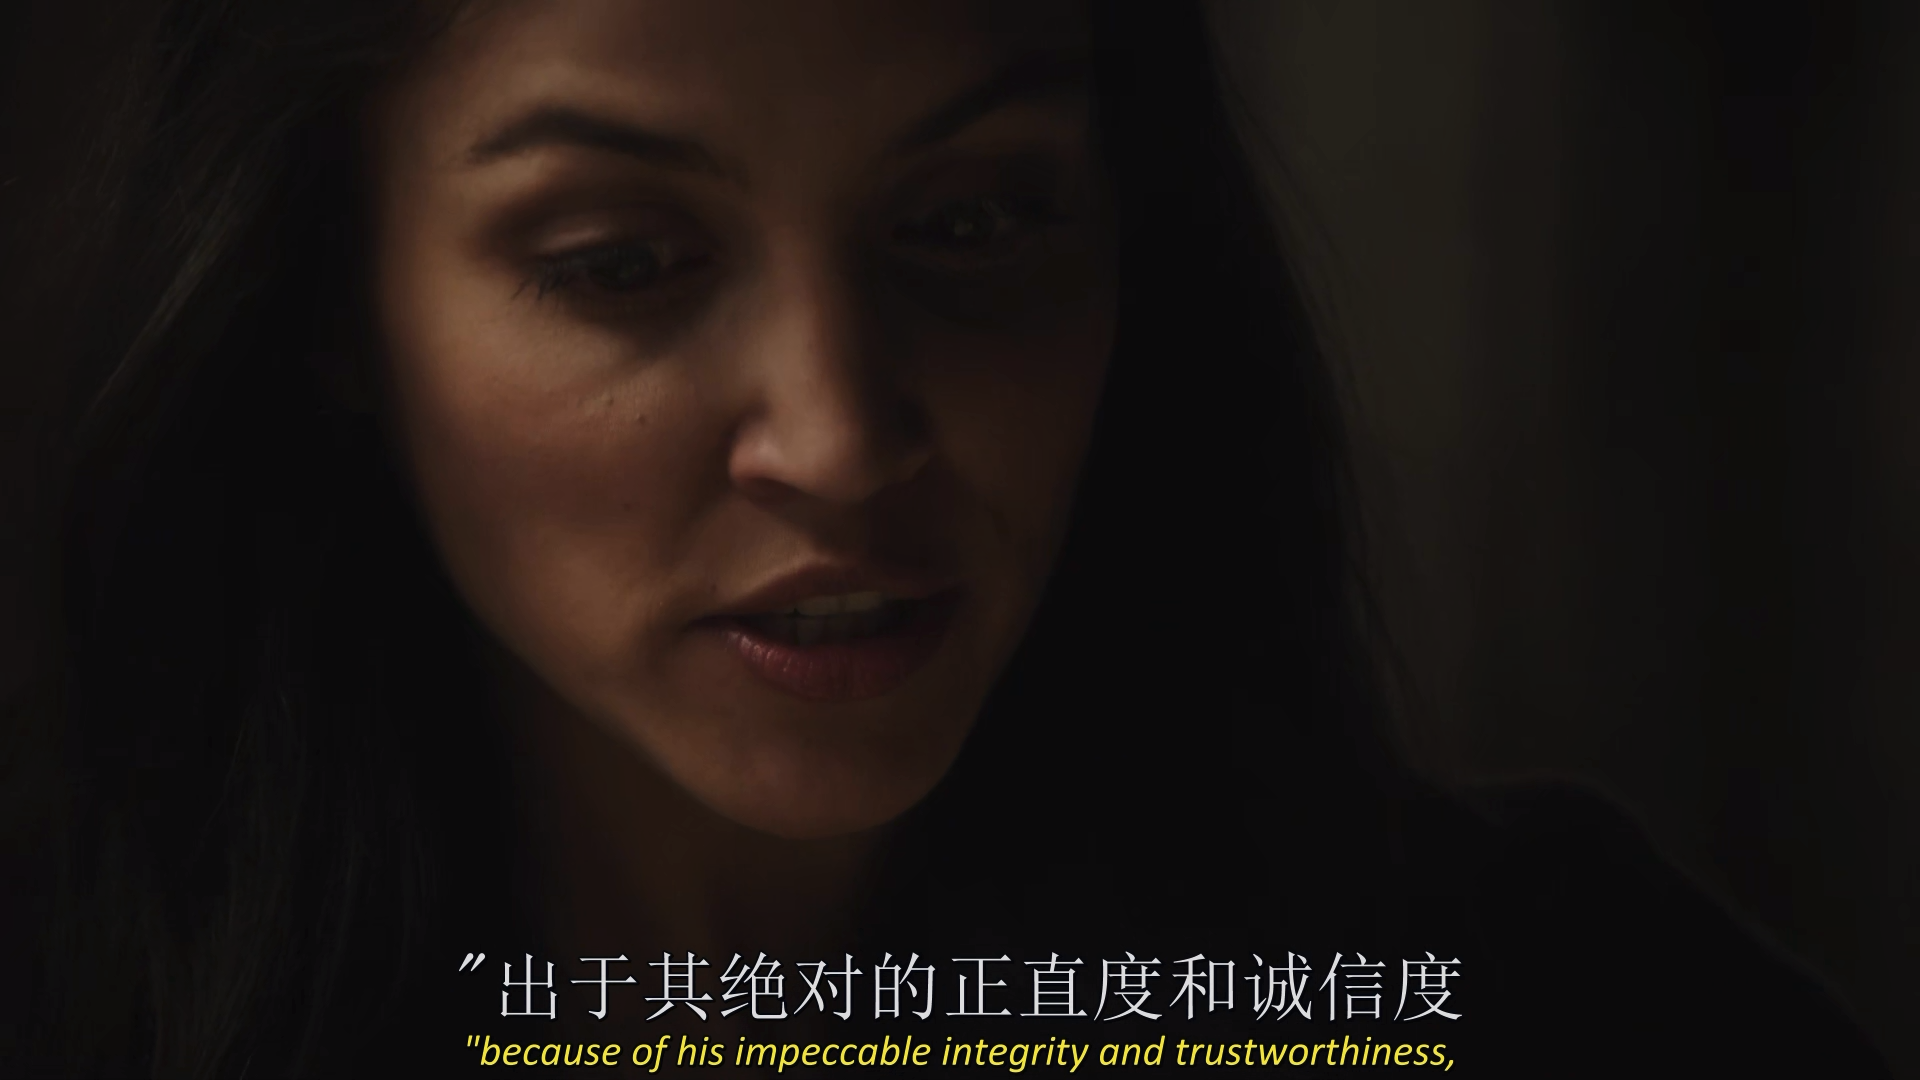 "出于其绝对的正直度和诚信度
"because of his impeccable integrity and trustworthiness,